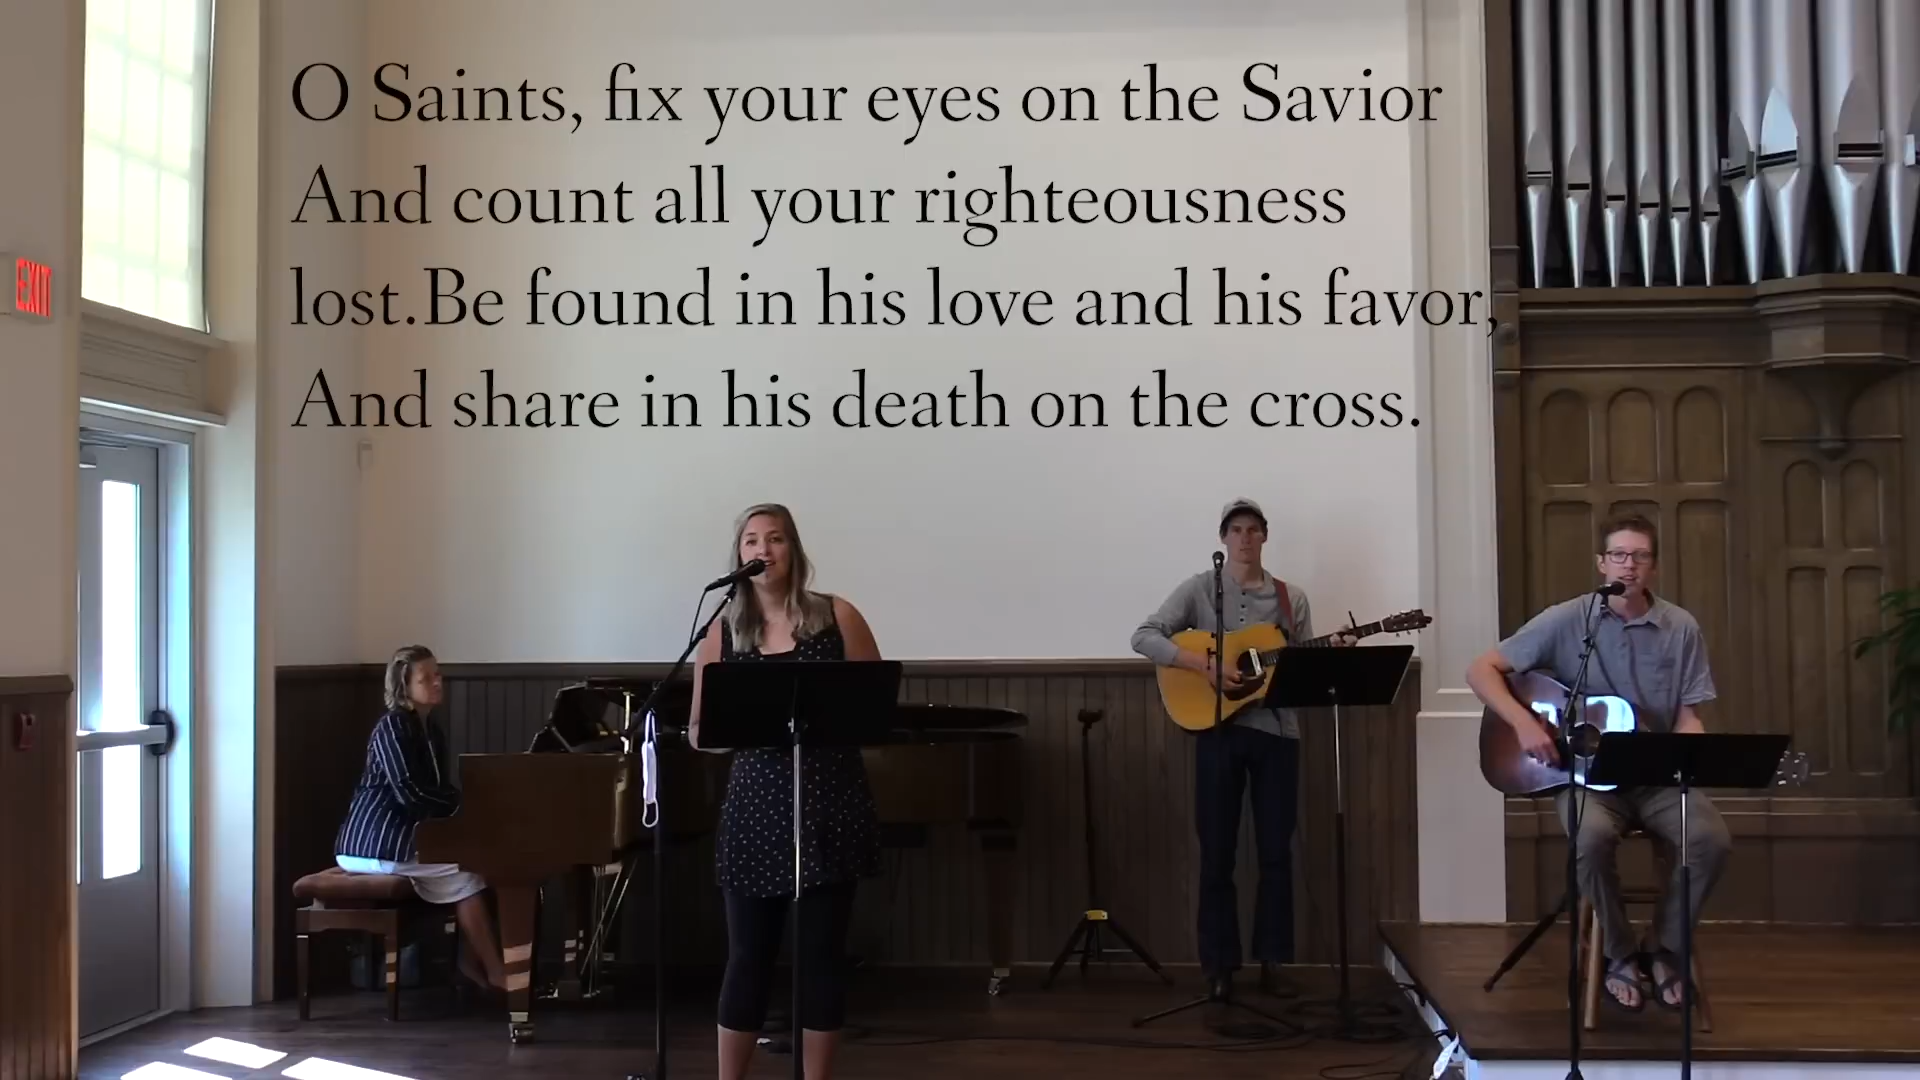 O Saints, fix your eyes on the Savior
And count all your righteousness
lost.Be found in his love and his favor,
And share in his death on the cross.
EXIT